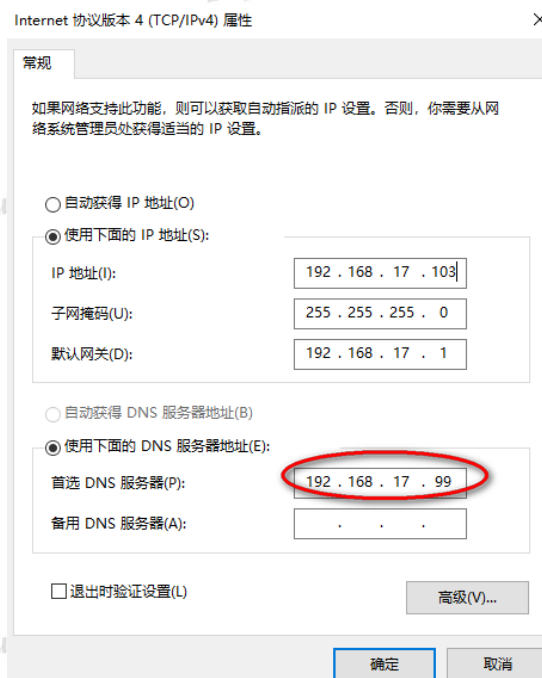 Internet 协议版本 4 (TCP/IPv4) 属性
常规
如果网络支持此功能，则可以获取自动指派的 IP 设置。否则，你需要从网
络系统管理员处获得适当的 IP 设置。
自动获得 IP 地址(O)
使用下面的 IP 地址(S):
IP 地址(I): 192 . 168 . 17 . 103
子网掩码(U): 255 . 255 . 255 . 0
默认网关(D): 192 . 168 . 17 . 1
自动获得 DNS 服务器地址(B)
使用下面的 DNS 服务器地址(E):
首选 DNS 服务器(P): 192 . 168 . 17 . 99
备用 DNS 服务器(A): . . .
退出时验证设置(L)
高级(V)...
确定 取消